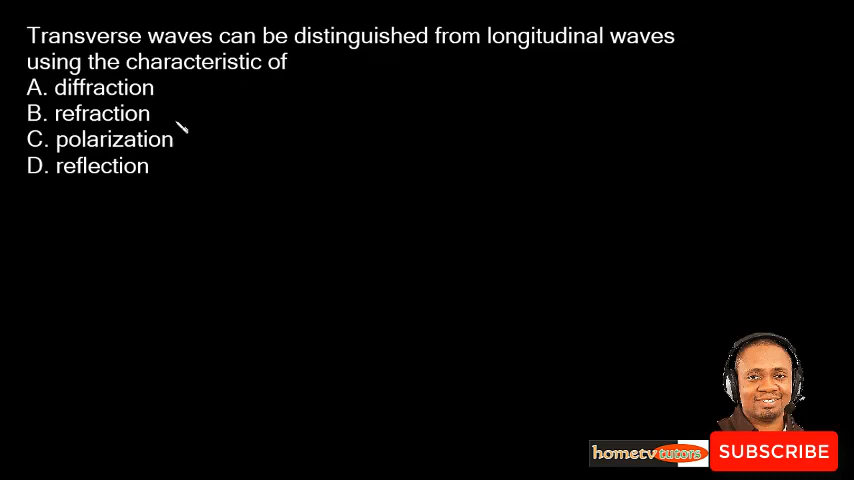 Transverse waves can be distinguished from longitudinal waves
using the characteristic of
A. diffraction
B. refraction
C. polarization
D. reflection
hometvtutors
SUBSCRIBE